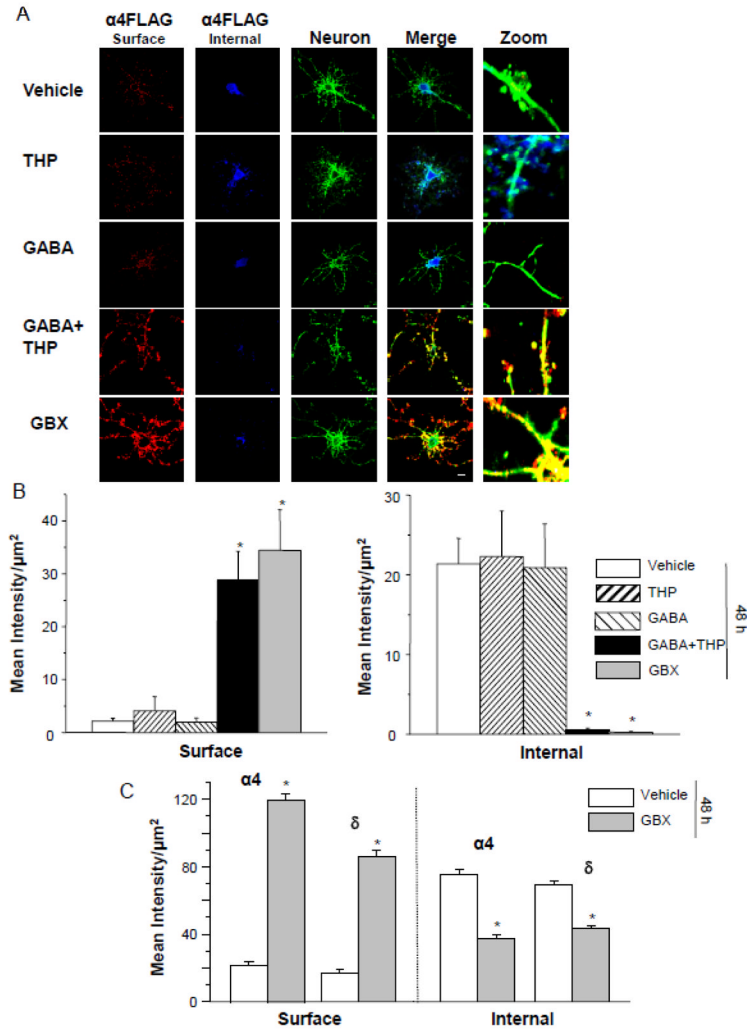 A
α4FLAG α4FLAG
Surface Internal Neuron Merge Zoom
Vehicle
THP
GABA
GABA+
THP
GBX
B
Mean Intensity/µm²
40
30
20
10
0
* *
Surface
Mean Intensity/µm²
30
20
10
0
* *
Internal
Vehicle
THP
GABA
GABA+THP
GBX
48 h
C
Mean Intensity/µm²
120
80
40
0
α4 *
δ *
α4 *
δ *
Surface Internal
Vehicle
GBX
48 h